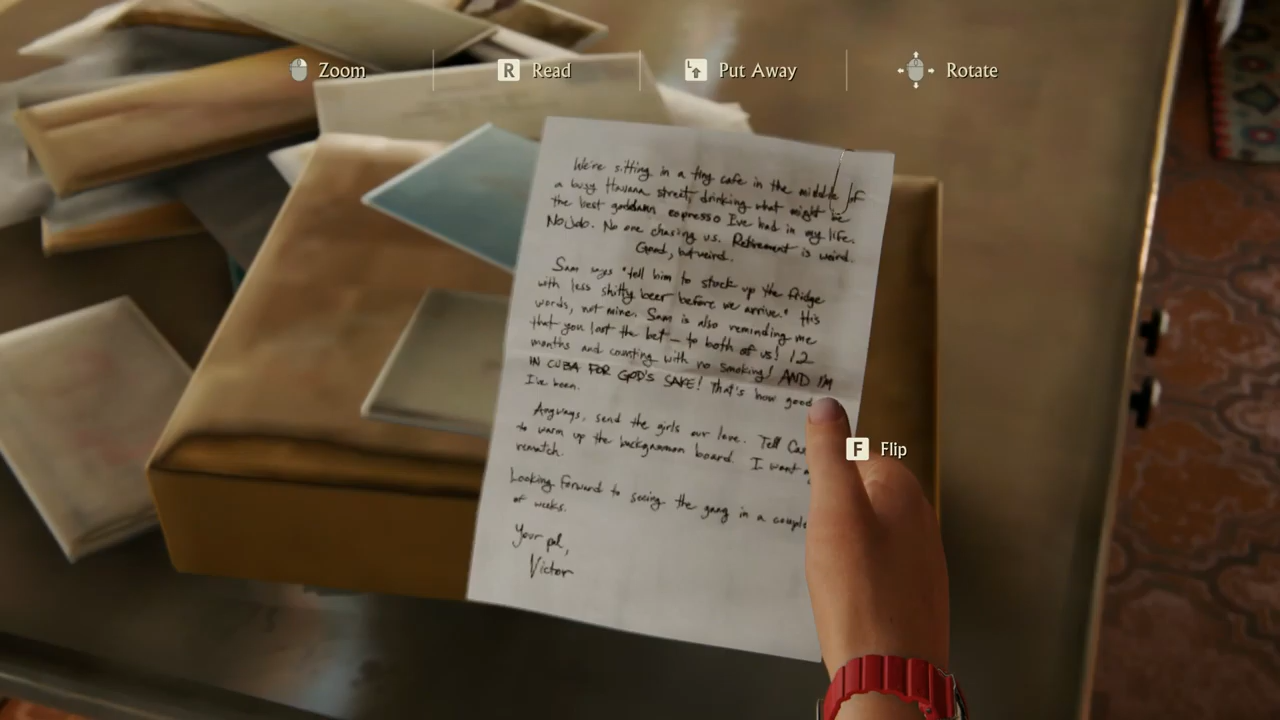 Zoom
R Read
L Put Away
Rotate
We're sitting in a tiny cafe in the middle of
a busy Havana street, drinking what might be
the best goddamn espresso I've had in my life.
No Job. No one chasing us. Retirement is weird.
Good, but weird.
Sam says "tell him to stock up the fridge
with less shitty beer before we arrive." His
words, not mine. Sam is also reminding me
that you lost the bet — to both of us! 12
months and counting with no smoking! AND I'M
IN CUBA FOR GOD'S SAKE! That's how good
I've been.
Anyways, send the girls our love. Tell
to warm up the backgammon board. I want
rematch.
Looking forward to seeing the gang in a couple
of weeks.
Your pal,
Victor
F Flip